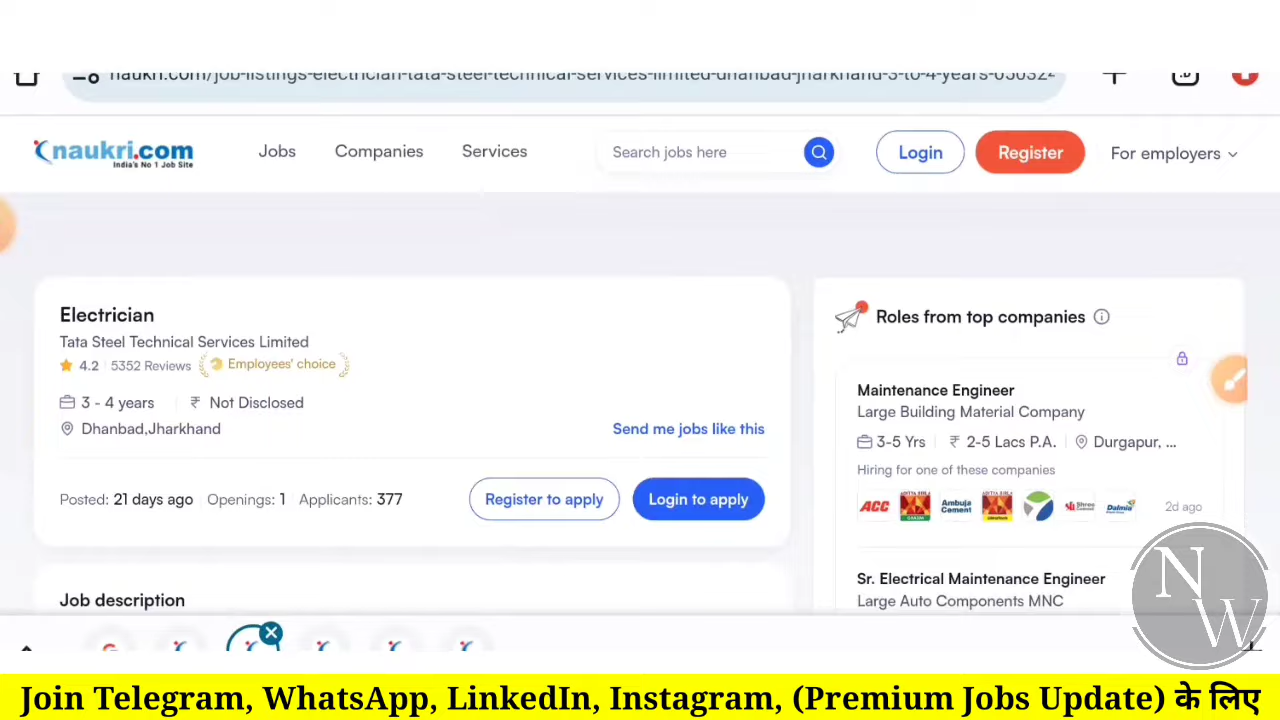 naukri.com/job-listings-electrician-tata-steel-technical-services-limited-dhanbad-jharkhand-3-to-4-years-050324
naukri.com
India's No 1 Job Site
Jobs
Companies
Services
Search jobs here
Login
Register
For employers
Electrician
Tata Steel Technical Services Limited
4.2 5352 Reviews Employees' choice
3 - 4 years ₹ Not Disclosed
Dhanbad,Jharkhand
Send me jobs like this
Posted: 21 days ago Openings: 1 Applicants: 377
Register to apply
Login to apply
Job description
Roles from top companies
Maintenance Engineer
Large Building Material Company
3-5 Yrs ₹ 2-5 Lacs P.A. Durgapur, ...
Hiring for one of these companies
ACC
Ambuja
Cement
Dalmia
2d ago
Sr. Electrical Maintenance Engineer
Large Auto Components MNC
NW
Join Telegram, WhatsApp, LinkedIn, Instagram, (Premium Jobs Update) के लिए